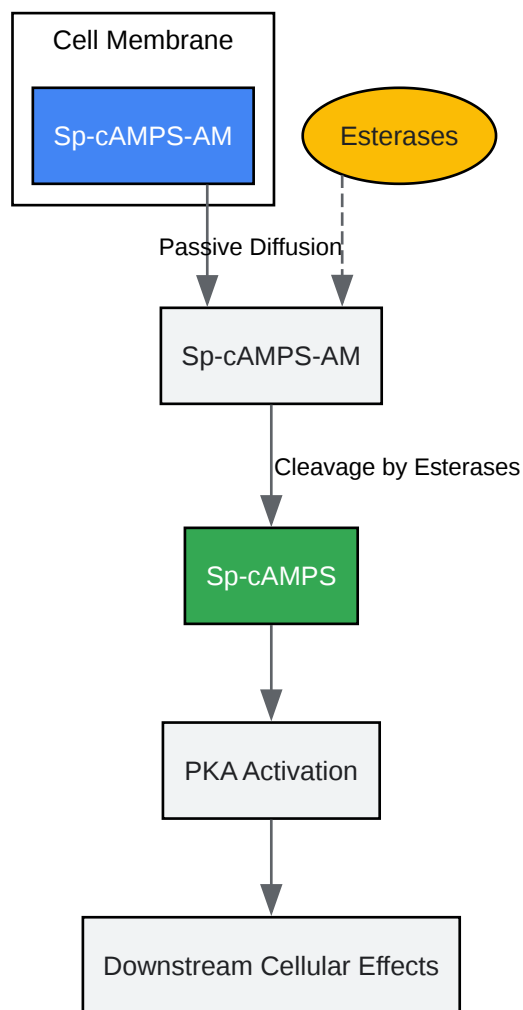 Cell Membrane
Sp-cAMPS-AM
Esterases
Passive Diffusion
Sp-cAMPS-AM
Cleavage by Esterases
Sp-cAMPS
PKA Activation
Downstream Cellular Effects